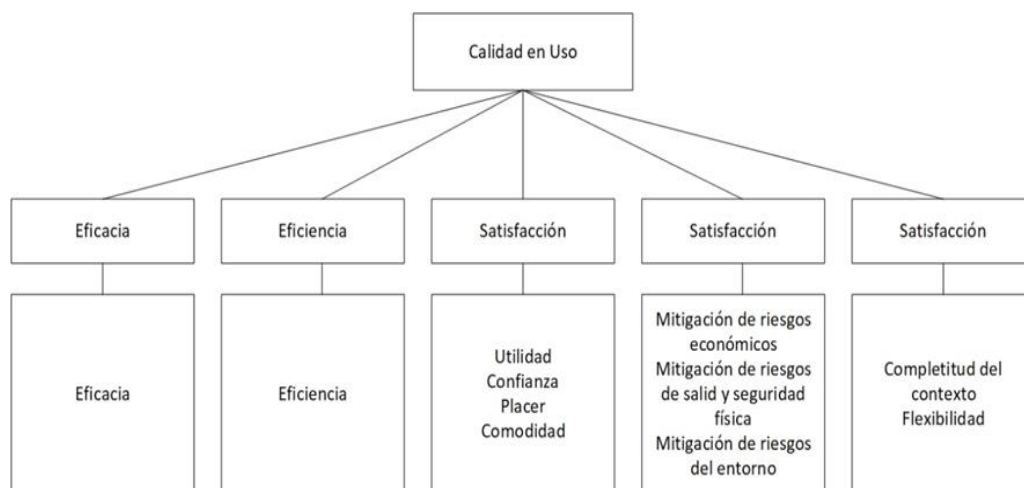 Calidad en Uso
Eficacia
Eficiencia
Satisfacción
Satisfacción
Satisfacción
Eficacia
Eficiencia
Utilidad
Confianza
Placer
Comodidad
Mitigación de riesgos
económicos
Mitigación de riesgos
de salid y seguridad
física
Mitigación de riesgos
del entorno
Completitud del
contexto
Flexibilidad